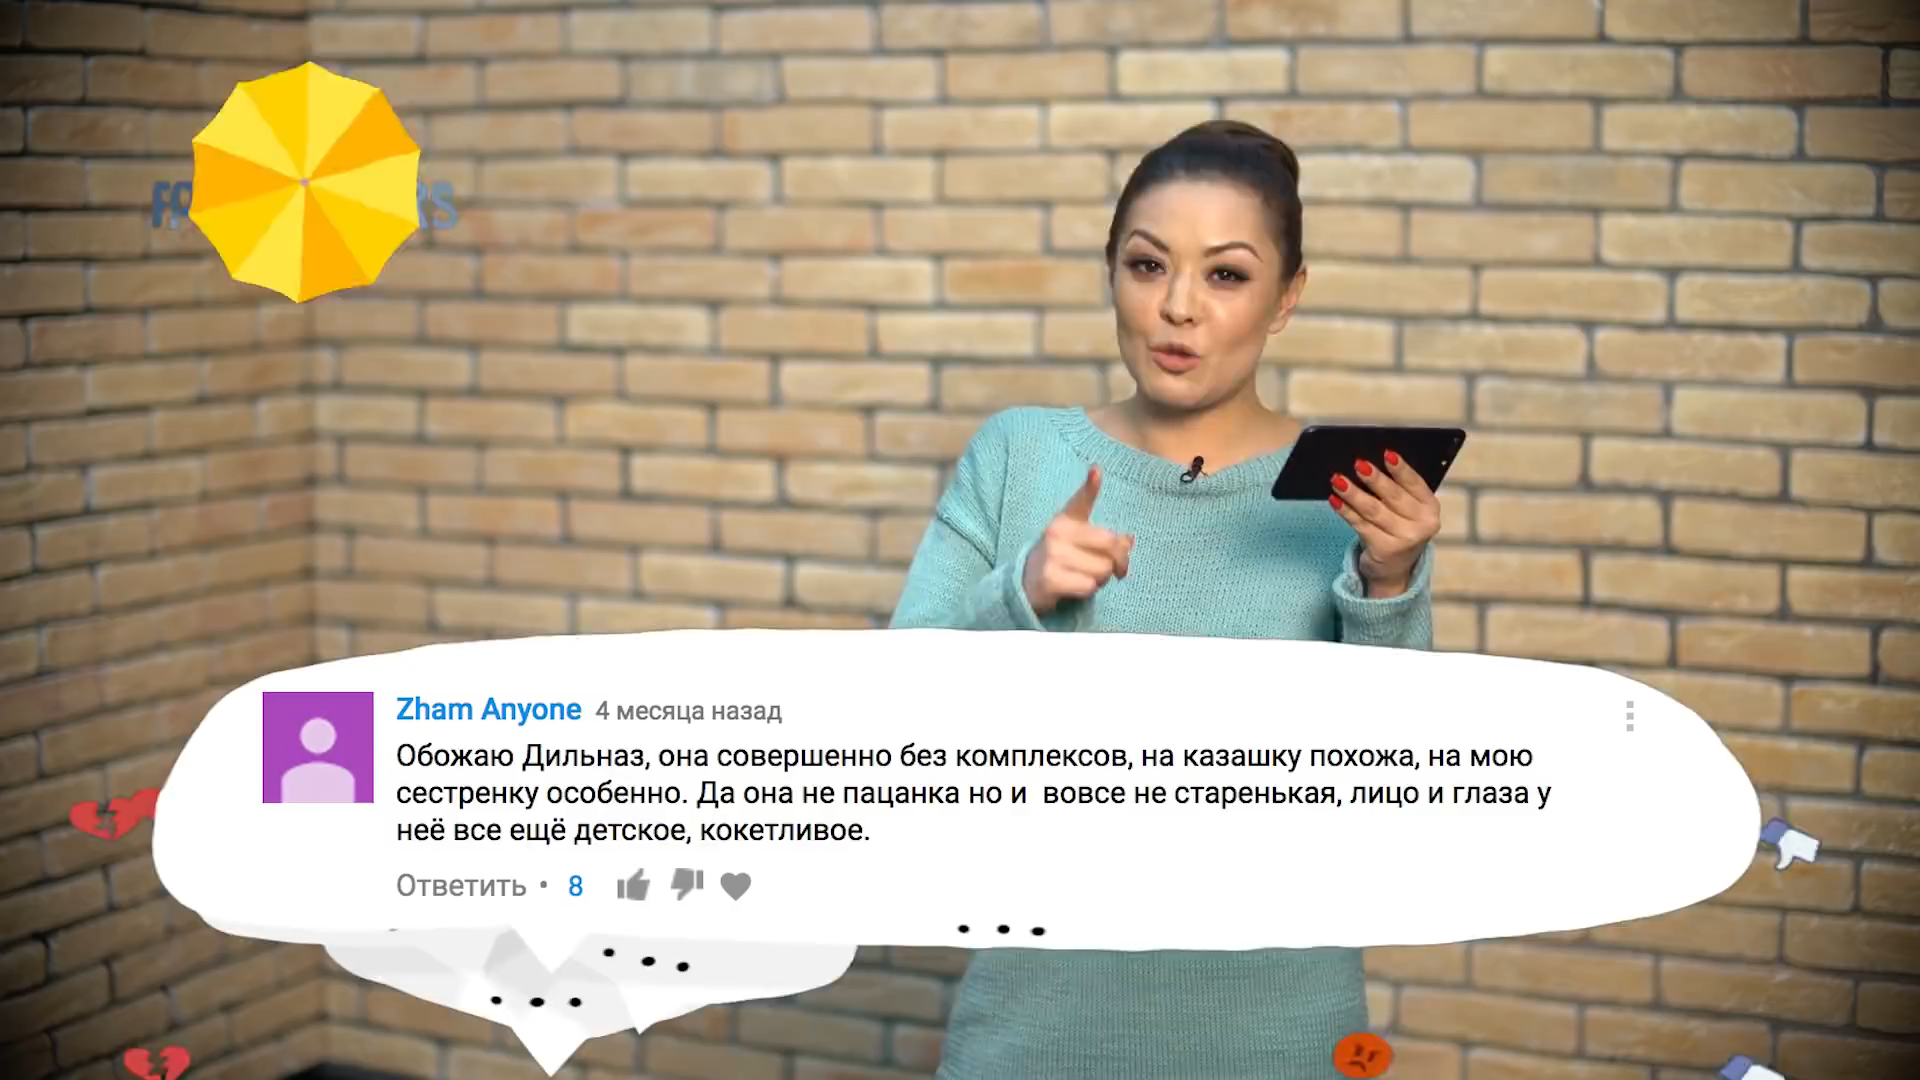 Zham Anyone 4 месяца назад
Обожаю Дильназ, она совершенно без комплексов, на казашку похожа, на мою
сестренку особенно. Да она не пацанка но и вовсе не старенькая, лицо и глаза у
неё все ещё детское, кокетливое.
Ответить • 8